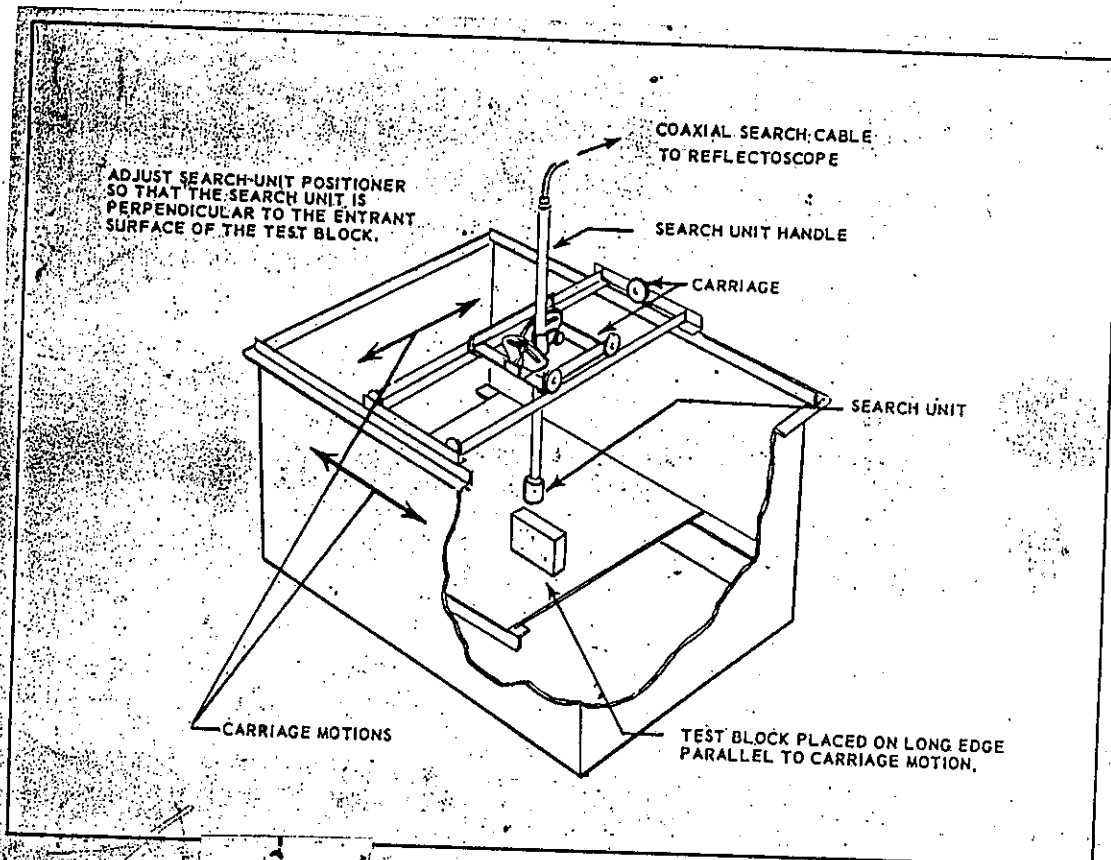 COAXIAL SEARCH CABLE
TO REFLECTOSCOPE
ADJUST SEARCH-UNIT POSITIONER
SO THAT THE SEARCH UNIT IS
PERPENDICULAR TO THE ENTRANT
SURFACE OF THE TEST BLOCK.
SEARCH UNIT HANDLE
CARRIAGE
SEARCH UNIT
CARRIAGE MOTIONS
TEST BLOCK PLACED ON LONG EDGE
PARALLEL TO CARRIAGE MOTION.